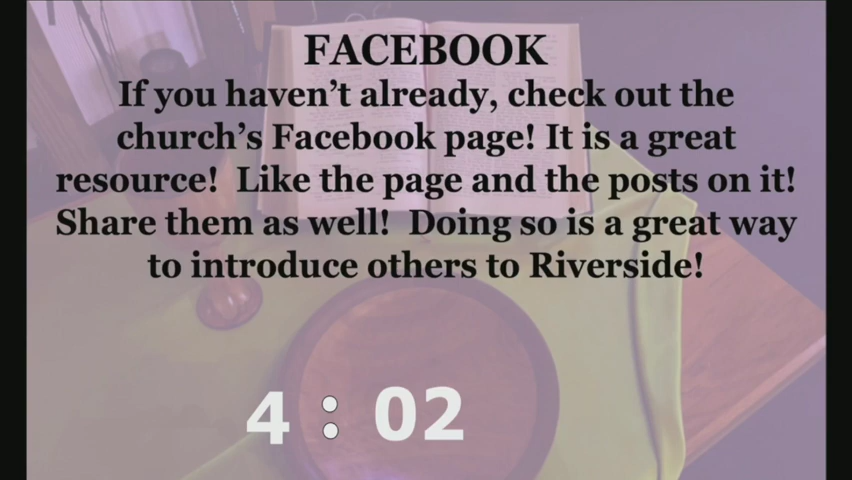 FACEBOOK
If you haven’t already, check out the
church’s Facebook page! It is a great
resource!  Like the page and the posts on it!
Share them as well!  Doing so is a great way
to introduce others to Riverside!
4 : 02